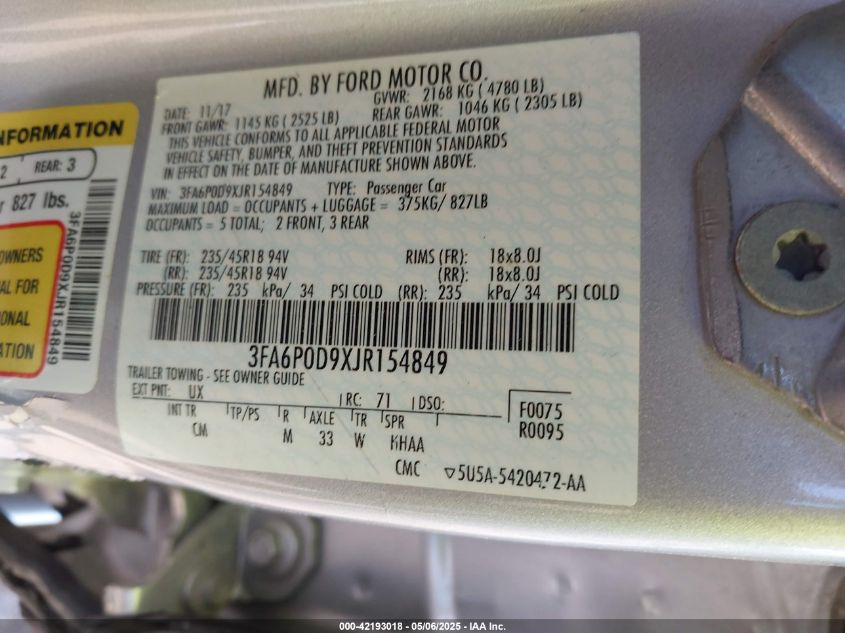 MFD. BY FORD MOTOR CO.
DATE: 11/17 GVWR: 2168 KG ( 4780 LB)
FRONT GAWR: 1145 KG ( 2525 LB) REAR GAWR: 1046 KG ( 2305 LB)
THIS VEHICLE CONFORMS TO ALL APPLICABLE FEDERAL MOTOR
VEHICLE SAFETY, BUMPER, AND THEFT PREVENTION STANDARDS
IN EFFECT ON THE DATE OF MANUFACTURE SHOWN ABOVE.
VIN: 3FA6P0D9XJR154849 TYPE: Passenger Car
MAXIMUM LOAD = OCCUPANTS + LUGGAGE = 375KG/ 827LB
OCCUPANTS = 5 TOTAL; 2 FRONT, 3 REAR
TIRE (FR): 235/45R18 94V RIMS (FR): 18x8.0J
(RR): 235/45R18 94V (RR): 18x8.0J
PRESSURE (FR): 235 kPa/ 34 PSI COLD (RR): 235 kPa/ 34 PSI COLD
3FA6P0D9XJR154849
TRAILER TOWING - SEE OWNER GUIDE
EXT PNT: UX RC: 71 DSO:
F0075
R0095
INT TR TP/PS R AXLE TR SPR
CM M 33 W KHAA
CMC ▽5U5A-5420472-AA
INFORMATION
2 REAR: 3
r 827 lbs.
3FA6P0D9XJR154849
OWNERS
AL FOR
IONAL
ATION
000-42193018 - 05/06/2025 - IAA Inc.